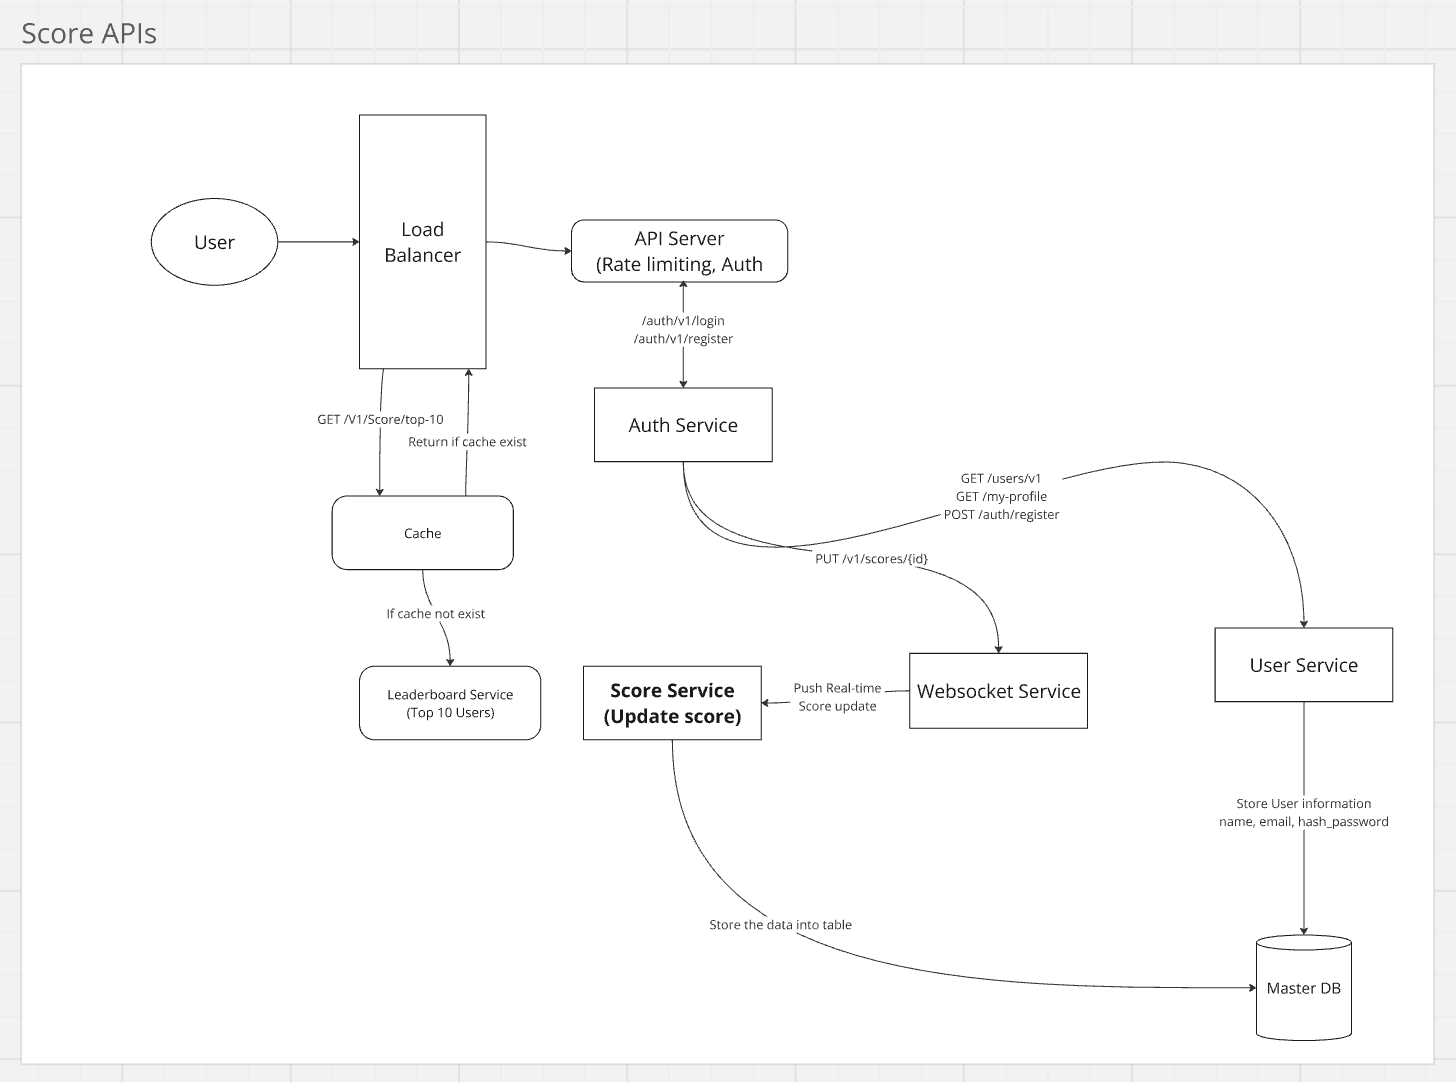 Score APIs
User
Load
Balancer
API Server
(Rate limiting, Auth
/auth/v1/login
/auth/v1/register
Auth Service
GET /V1/Score/top-10
Return if cache exist
Cache
If cache not exist
Leaderboard Service
(Top 10 Users)
GET /users/v1
GET /my-profile
POST /auth/register
PUT /v1/scores/{id}
Score Service
(Update score)
Push Real-time
Score update
Websocket Service
User Service
Store User information
name, email, hash_password
Store the data into table
Master DB